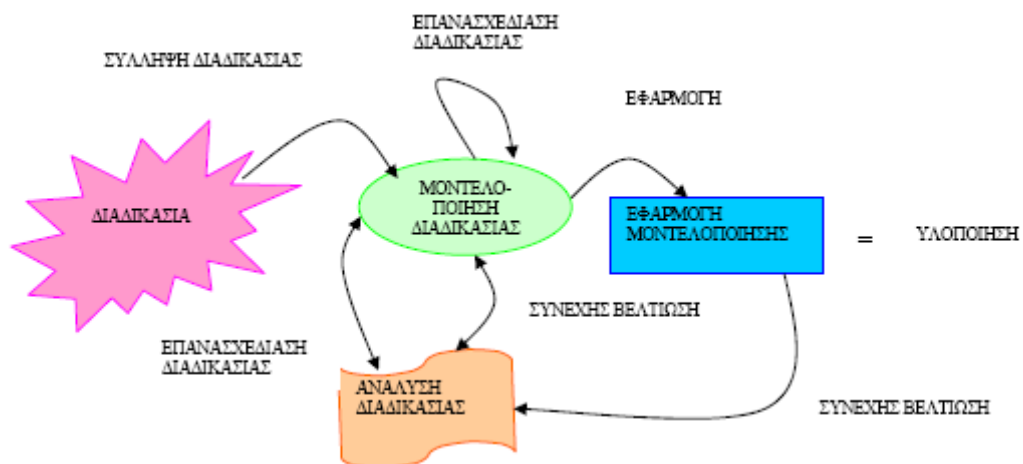 ΕΠΑΝΑΣΧΕΔΙΑΣΗ
ΔΙΑΔΙΚΑΣΙΑΣ
ΣΥΛΛΗΨΗ ΔΙΑΔΙΚΑΣΙΑΣ
ΕΦΑΡΜΟΓΗ
ΔΙΑΔΙΚΑΣΙΑ
ΜΟΝΤΕΛΟ-
ΠΟΙΗΣΗ
ΔΙΑΔΙΚΑΣΙΑΣ
ΕΦΑΡΜΟΓΗ
ΜΟΝΤΕΛΟΠΟΙΗΣΗΣ
= ΥΛΟΠΟΙΗΣΗ
ΣΥΝΕΧΗΣ ΒΕΛΤΙΩΣΗ
ΕΠΑΝΑΣΧΕΔΙΑΣΗ
ΔΙΑΔΙΚΑΣΙΑΣ
ΑΝΑΛΥΣΗ
ΔΙΑΔΙΚΑΣΙΑΣ
ΣΥΝΕΧΗΣ ΒΕΛΤΙΩΣΗ